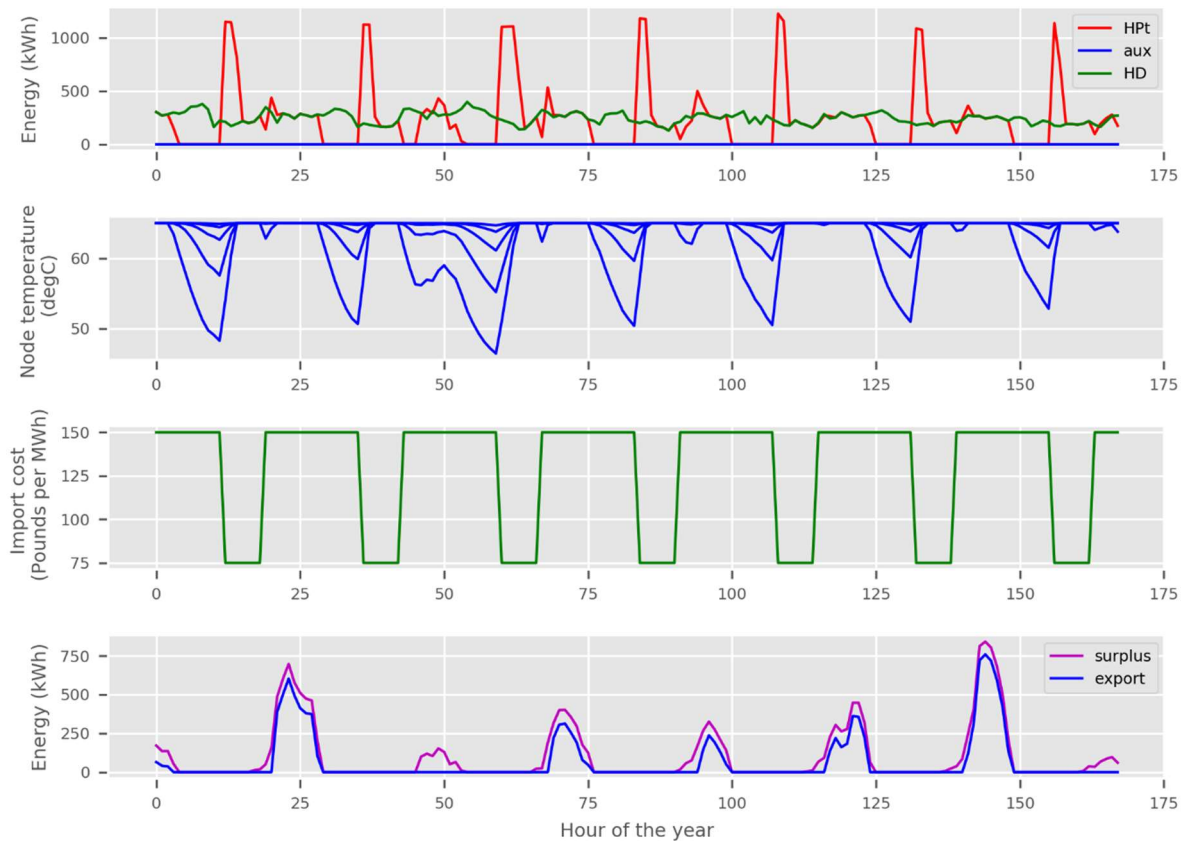 Energy (kWh)
1000
500
0
HPt
aux
HD
0 25 50 75 100 125 150 175
Node temperature
(degC)
60
50
0 25 50 75 100 125 150 175
Import cost
(Pounds per MWh)
150
125
100
75
0 25 50 75 100 125 150 175
Energy (kWh)
750
500
250
0
surplus
export
0 25 50 75 100 125 150 175
Hour of the year